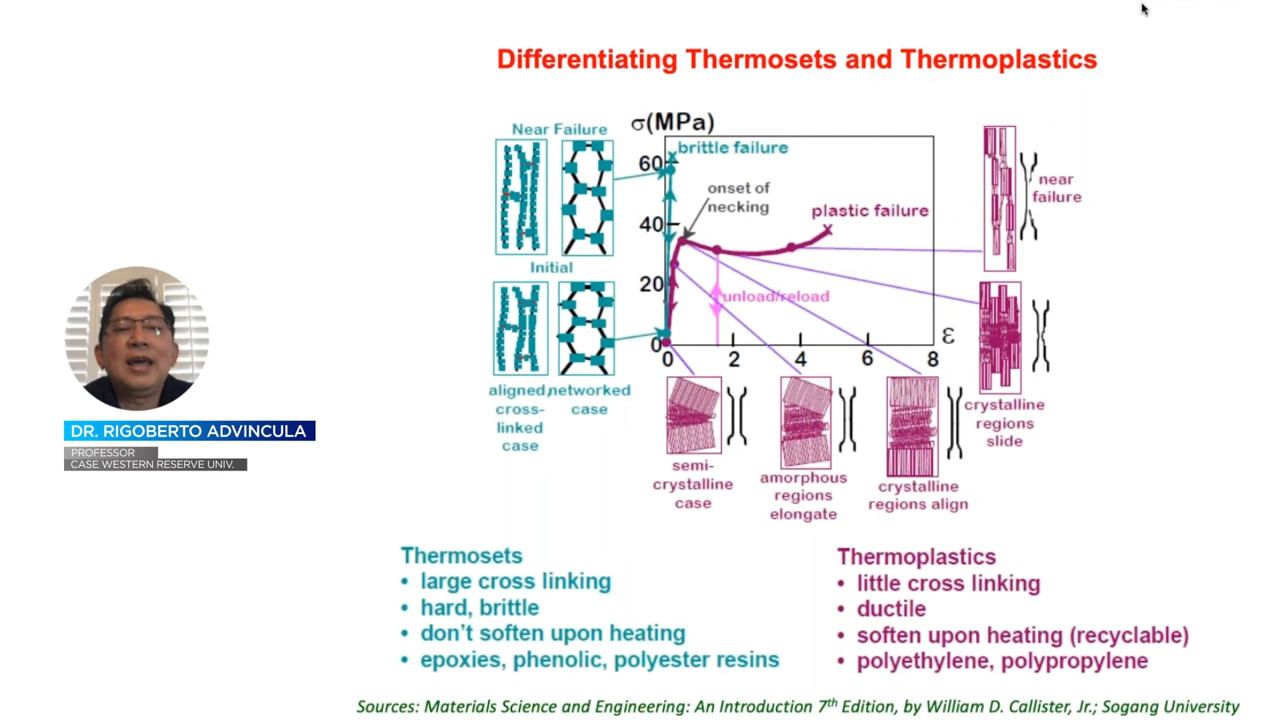 Differentiating Thermosets and Thermoplastics
Near Failure
σ(MPa)
60
40
20
0
0
2
4
6
8
ε
brittle failure
onset of
necking
plastic failure
unload/reload
near
failure
Initial
aligned,
cross-
linked
case
networked
case
semi-
crystalline
case
amorphous
regions
elongate
crystalline
regions align
crystalline
regions
slide
DR. RIGOBERTO ADVINCULA
PROFESSOR
CASE WESTERN RESERVE UNIV.
Thermosets
• large cross linking
• hard, brittle
• don't soften upon heating
• epoxies, phenolic, polyester resins
Thermoplastics
• little cross linking
• ductile
• soften upon heating (recyclable)
• polyethylene, polypropylene
Sources: Materials Science and Engineering: An Introduction 7th Edition, by William D. Callister, Jr.; Sogang University